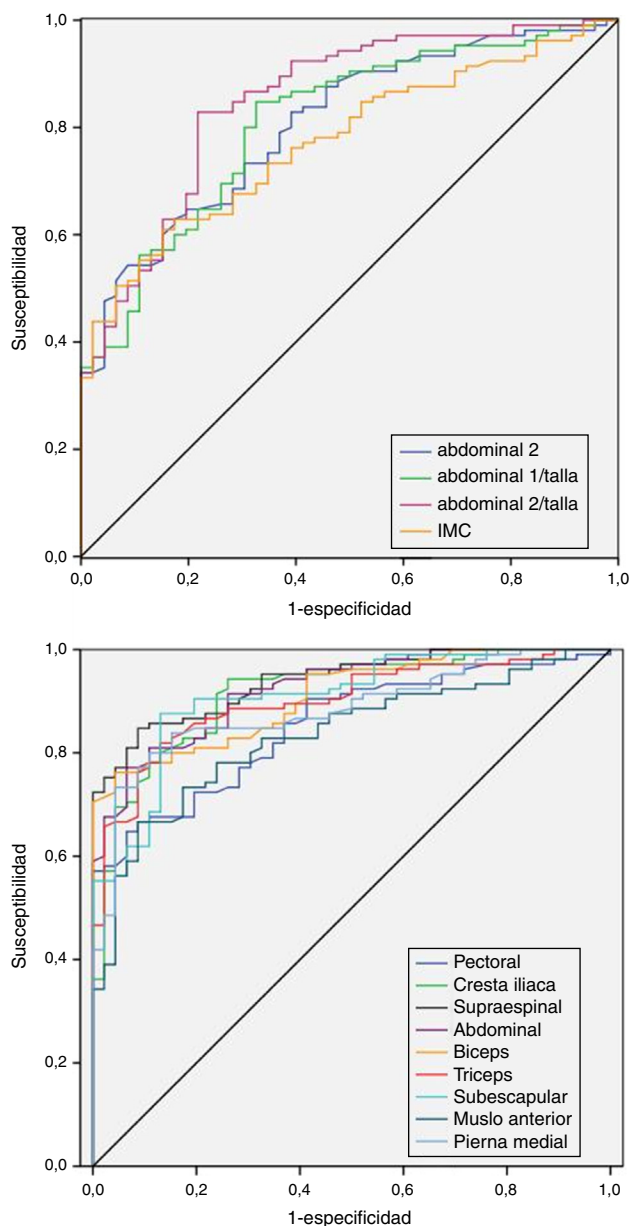 1,0
0,8
0,6
0,4
0,2
0,0
Susceptibilidad
abdominal 2
abdominal 1/talla
abdominal 2/talla
IMC
0,0 0,2 0,4 0,6 0,8 1,0
1-especificidad
1,0
0,8
0,6
0,4
0,2
0,0
Susceptibilidad
Pectoral
Cresta iliaca
Supraespinal
Abdominal
Biceps
Triceps
Subescapular
Muslo anterior
Pierna medial
0,0 0,2 0,4 0,6 0,8 1,0
1-especificidad